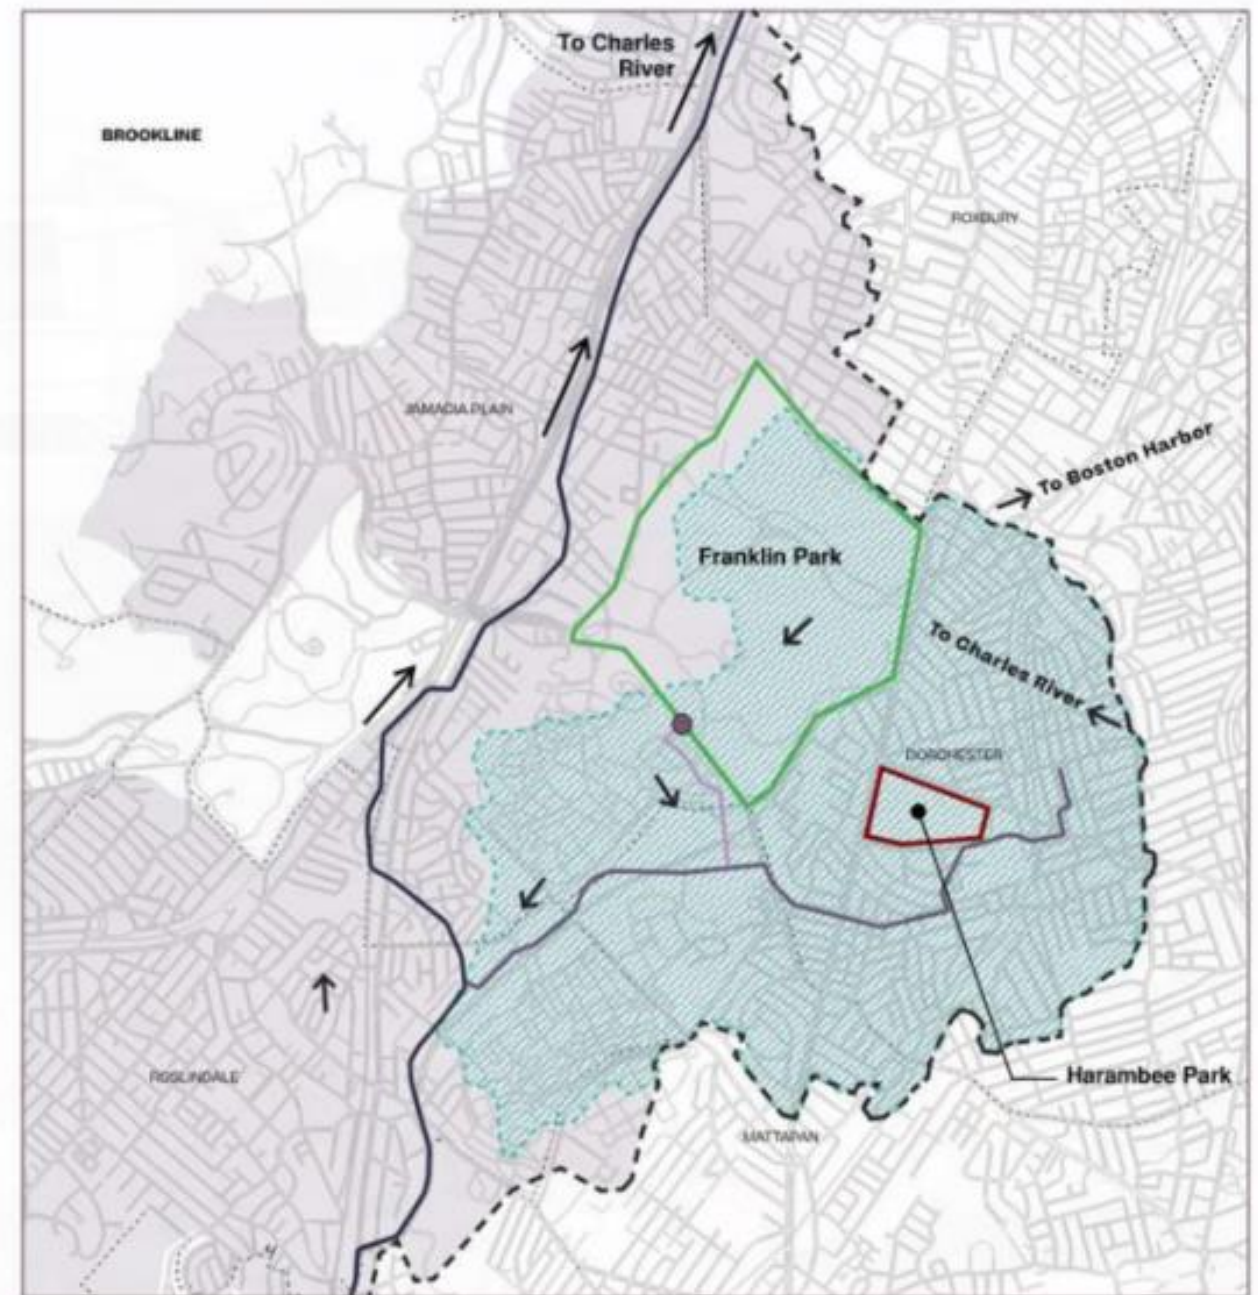 To Charles
River
BROOKLINE
ROXBURY
JAMAICA PLAIN
To Boston Harbor
Franklin Park
To Charles River
DORCHESTER
Harambee Park
ROSLINDALE
MATTAPAN